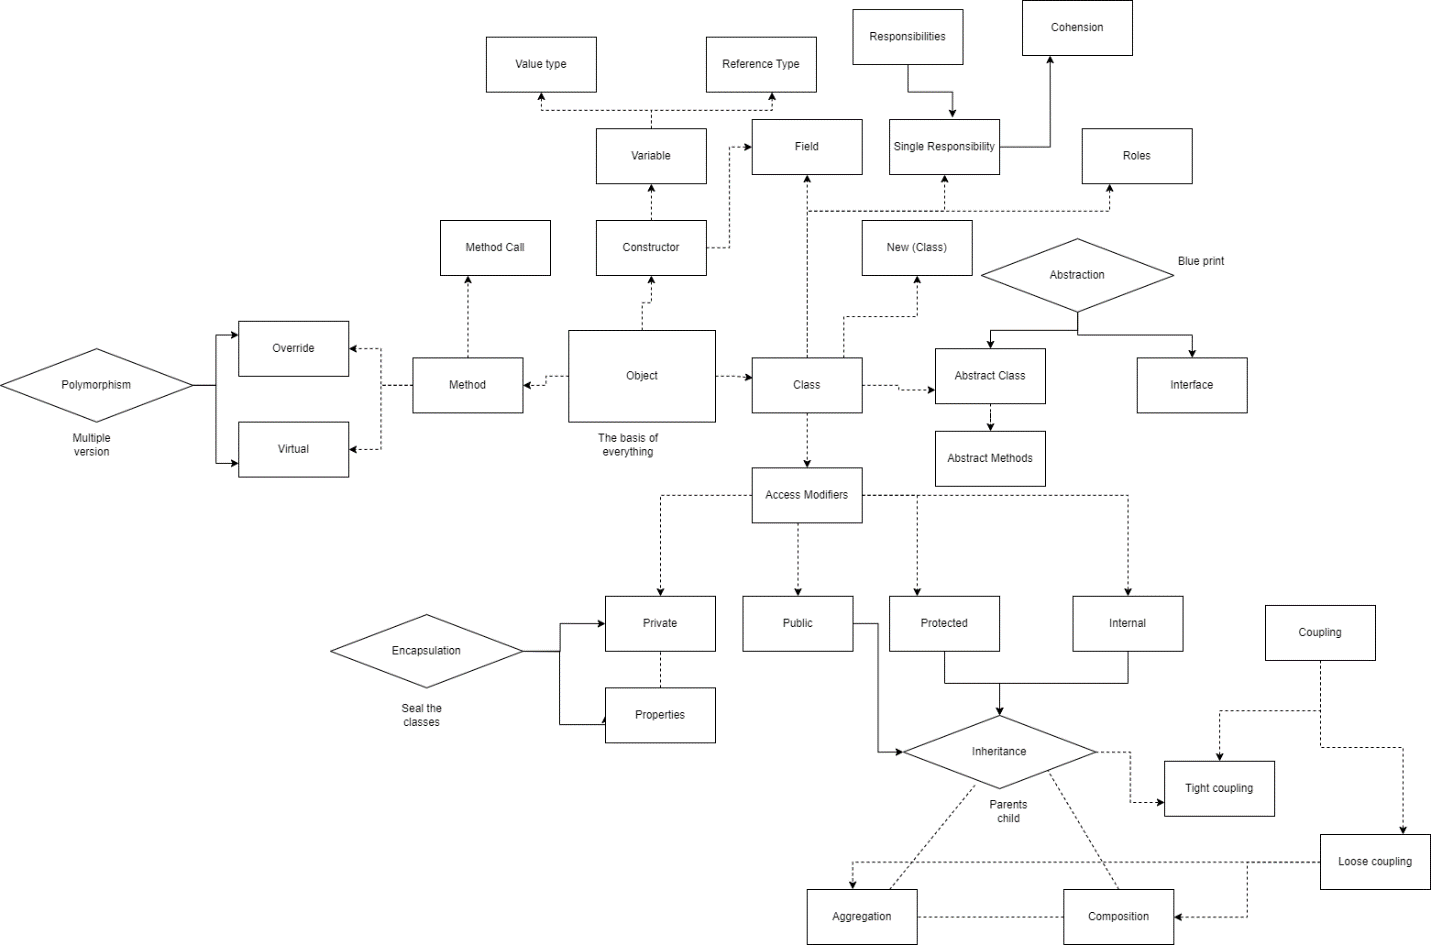 Cohension
Responsibilities
Value type
Reference Type
Field
Single Responsibility
Variable
Roles
Method Call
Constructor
New (Class)
Abstraction
Blue print
Override
Polymorphism
Method
Object
Class
Abstract Class
Interface
Multiple
version
Virtual
The basis of
everything
Abstract Methods
Access Modifiers
Private
Public
Protected
Internal
Coupling
Encapsulation
Seal the
classes
Properties
Inheritance
Parents
child
Tight coupling
Loose coupling
Aggregation
Composition